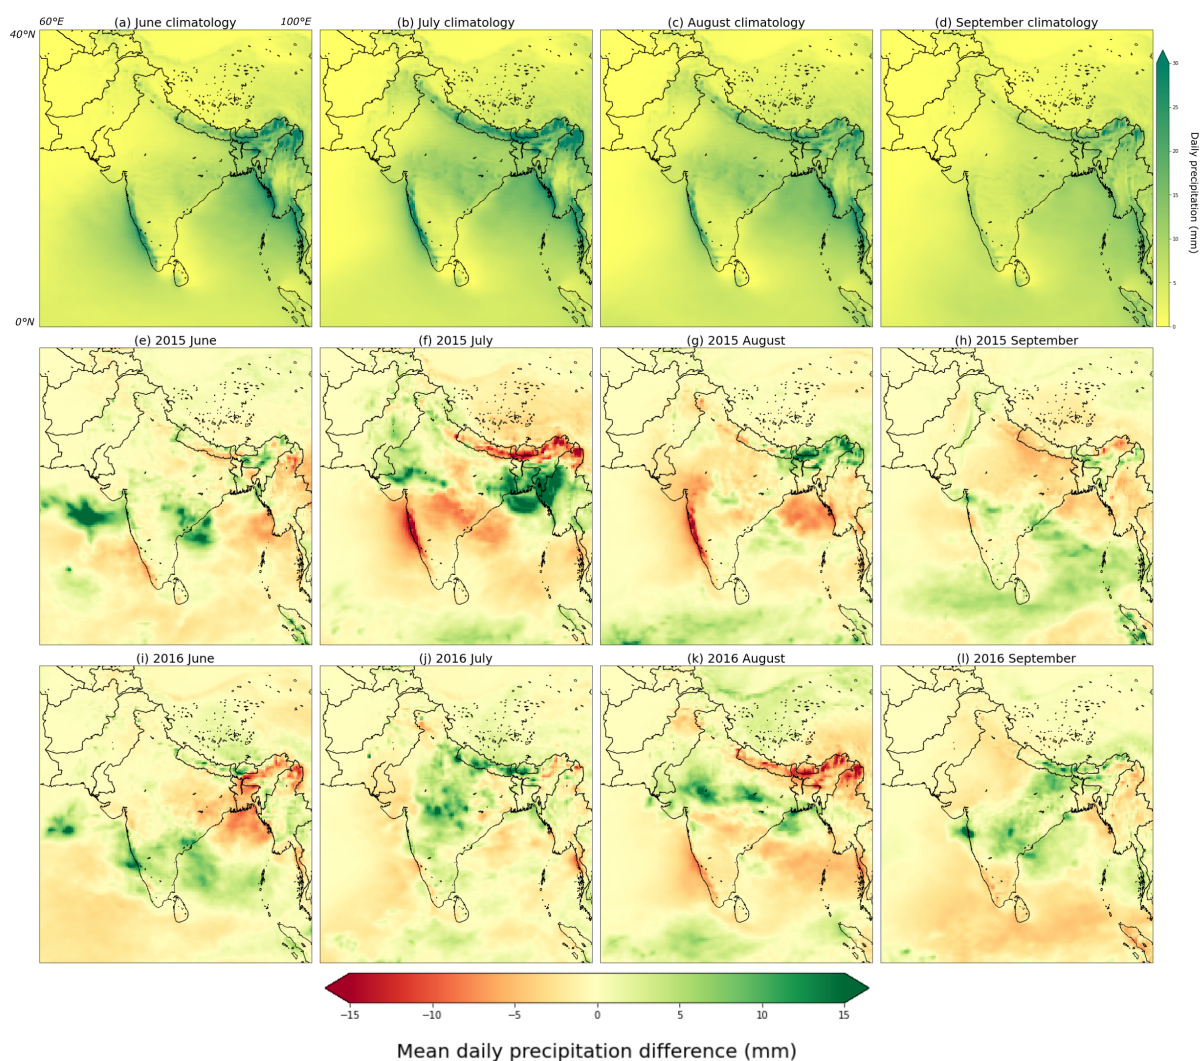 (a) June climatology
(b) July climatology
(c) August climatology
(d) September climatology
60°E
100°E
40°N
0°N
30
25
20
15
10
5
0
Daily precipitation (mm)
(e) 2015 June
(f) 2015 July
(g) 2015 August
(h) 2015 September
(i) 2016 June
(j) 2016 July
(k) 2016 August
(l) 2016 September
−15
−10
−5
0
5
10
15
Mean daily precipitation difference (mm)